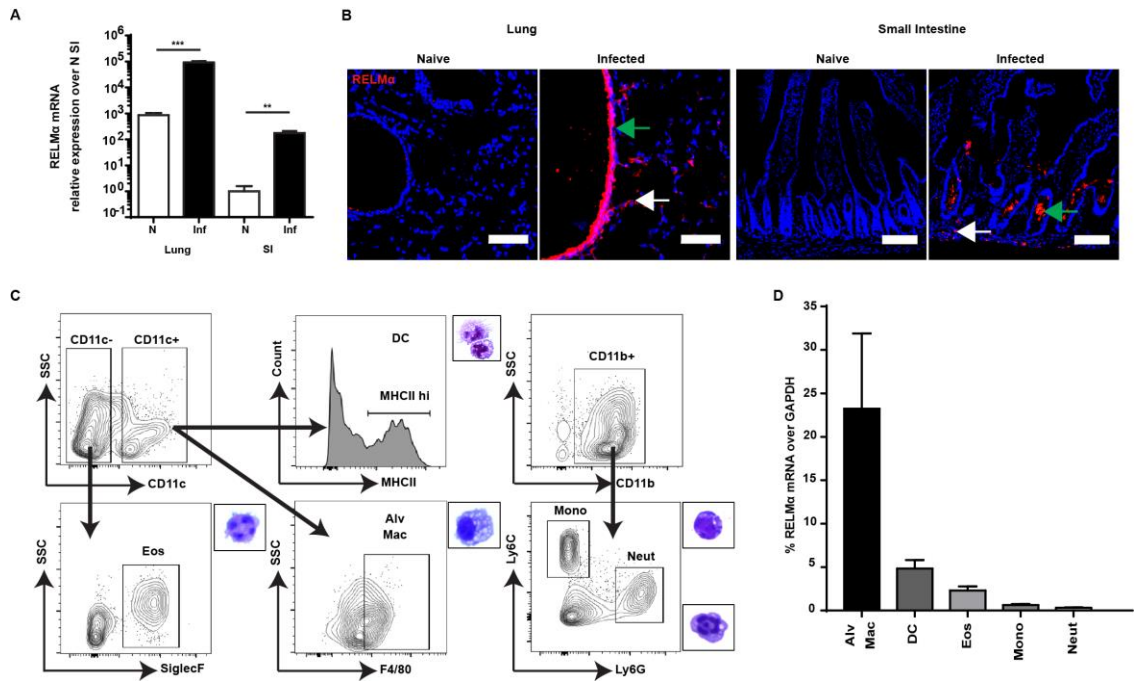 A
RELMα mRNA
relative expression over N SI
10⁶
10⁵
10⁴
10³
10²
10¹
10⁰
10⁻¹
***
**
N
Inf
N
Inf
Lung
SI
B
Lung
Small Intestine
Naive
Infected
Naive
Infected
RELMα
C
CD11c-
CD11c+
SSC
CD11c
DC
MHCII hi
Count
MHCII
CD11b+
SSC
CD11b
Eos
SSC
SiglecF
Alv
Mac
SSC
F4/80
Mono
Neut
Ly6C
Ly6G
D
% RELMα mRNA over GAPDH
35
30
25
20
15
10
5
0
Alv
Mac
DC
Eos
Mono
Neut